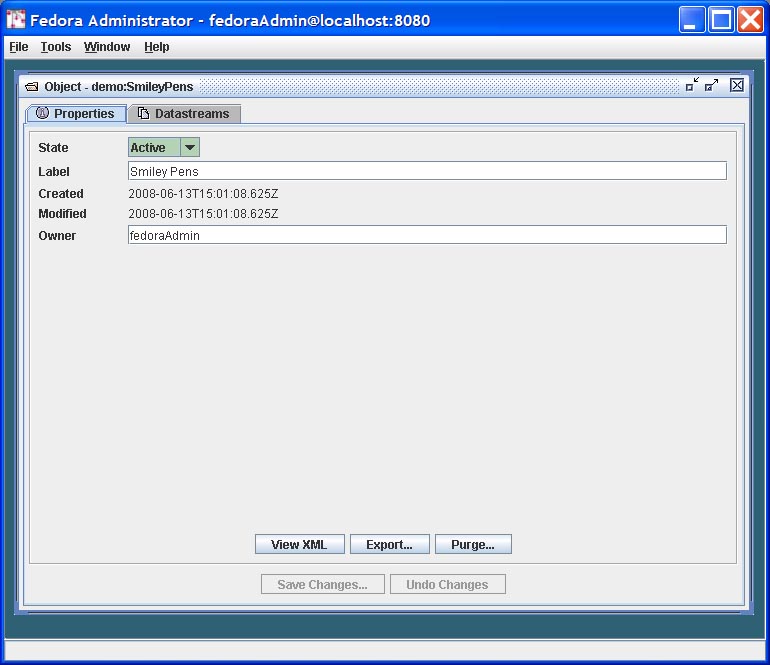 Fedora Administrator - fedoraAdmin@localhost:8080
File Tools Window Help
Object - demo:SmileyPens
Properties Datastreams
State Active
Label Smiley Pens
Created 2008-06-13T15:01:08.625Z
Modified 2008-06-13T15:01:08.625Z
Owner fedoraAdmin
View XML Export... Purge...
Save Changes... Undo Changes